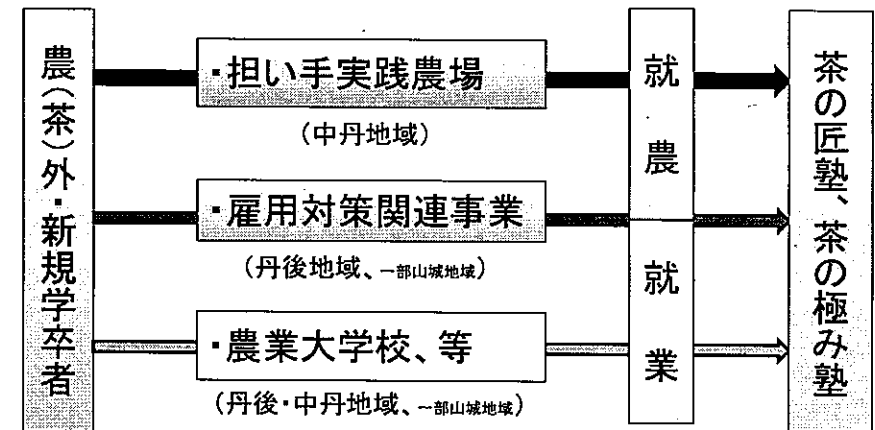 農(茶)外・新規学卒者
・担い手実践農場
(中丹地域)
・雇用対策関連事業
(丹後地域、一部山城地域)
・農業大学校、等
(丹後・中丹地域、一部山城地域)
就農
就業
茶の匠塾、茶の極み塾